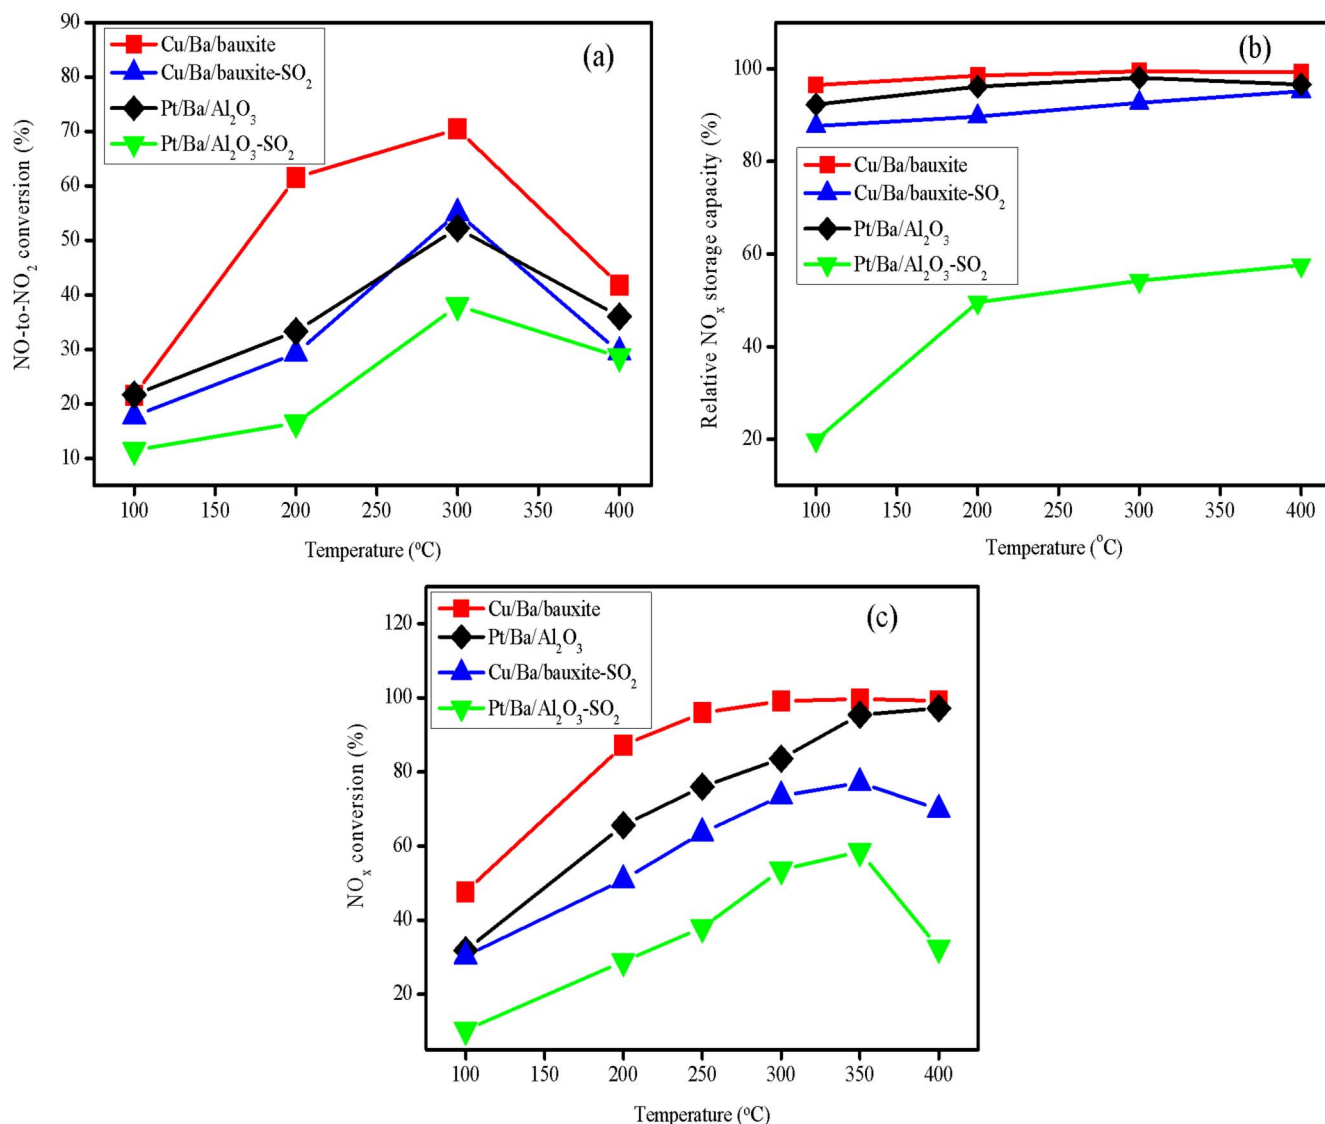 (a)
Cu/Ba/bauxite
Cu/Ba/bauxite-SO₂
Pt/Ba/Al₂O₃
Pt/Ba/Al₂O₃-SO₂
NO-to-NO₂ conversion (%)
90
80
70
60
50
40
30
20
10
100 150 200 250 300 350 400
Temperature (°C)
(b)
Cu/Ba/bauxite
Cu/Ba/bauxite-SO₂
Pt/Ba/Al₂O₃
Pt/Ba/Al₂O₃-SO₂
Relative NOₓ storage capacity (%)
100
80
60
40
20
100 150 200 250 300 350 400
Temperature (°C)
(c)
Cu/Ba/bauxite
Pt/Ba/Al₂O₃
Cu/Ba/bauxite-SO₂
Pt/Ba/Al₂O₃-SO₂
NOₓ conversion (%)
120
100
80
60
40
20
100 150 200 250 300 350 400
Temperature (°C)